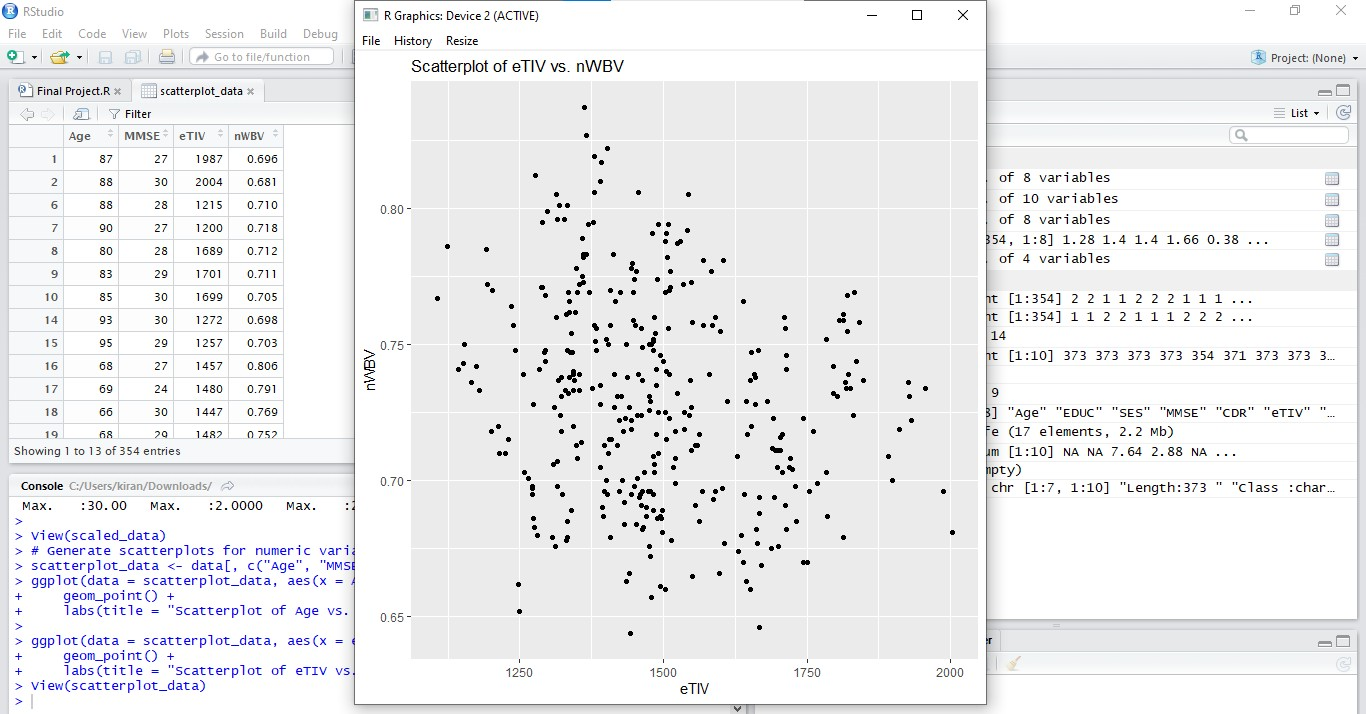 RStudio
File Edit Code View Plots Session Build Debug
Go to file/function
Project: (None)
Final Project.R
scatterplot_data
Filter
Age MMSE eTIV nWBV
1 87 27 1987 0.696
2 88 30 2004 0.681
6 88 28 1215 0.710
7 90 27 1200 0.718
8 80 28 1689 0.712
9 83 29 1701 0.711
10 85 30 1699 0.705
14 93 30 1272 0.698
15 95 29 1257 0.703
16 68 27 1457 0.806
17 69 24 1480 0.791
18 66 30 1447 0.769
19 68 29 1482 0.752
Showing 1 to 13 of 354 entries
Console C:/Users/kiran/Downloads/
Max. :30.00 Max. :2.0000 Max. :2
>
> View(scaled_data)
> # Generate scatterplots for numeric varia
> scatterplot_data <- data[, c("Age", "MMSE
> ggplot(data = scatterplot_data, aes(x = A
+ geom_point() +
+ labs(title = "Scatterplot of Age vs.
>
> ggplot(data = scatterplot_data, aes(x = e
+ geom_point() +
+ labs(title = "Scatterplot of eTIV vs.
> View(scatterplot_data)
>
R Graphics: Device 2 (ACTIVE)
File History Resize
Scatterplot of eTIV vs. nWBV
0.80
0.75
0.70
0.65
nWBV
1250 1500 1750 2000
eTIV
List
. of 8 variables
. of 10 variables
. of 8 variables
354, 1:8] 1.28 1.4 1.4 1.66 0.38 ...
. of 4 variables
nt [1:354] 2 2 1 1 2 2 2 1 1 1 ...
nt [1:354] 1 1 2 2 1 1 1 2 2 2 ...
14
nt [1:10] 373 373 373 373 354 371 373 373 3…
9
8] "Age" "EDUC" "SES" "MMSE" "CDR" "eTIV" "…
fe (17 elements, 2.2 Mb)
um [1:10] NA NA 7.64 2.88 NA ...
mpty)
chr [1:7, 1:10] "Length:373 " "Class :char…
er